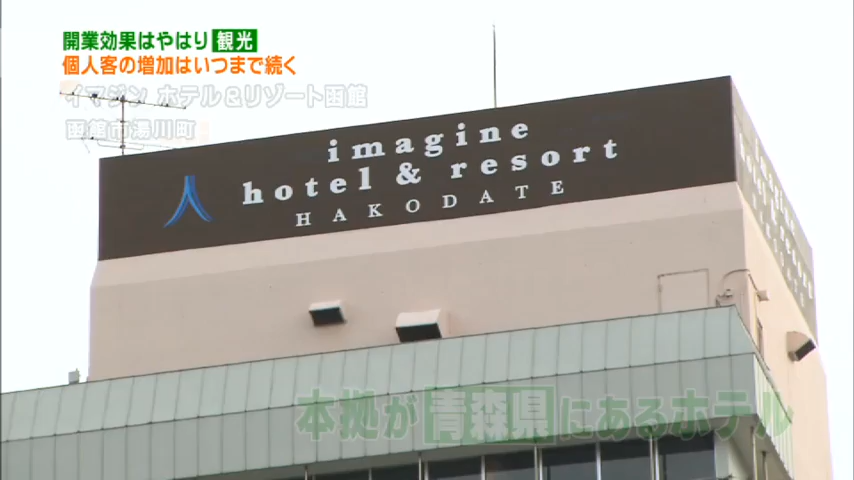 開業効果はやはり観光
個人客の増加はいつまで続く
イマジン ホテル&リゾート函館
函館市湯川町
imagine
hotel & resort
HAKODATE
本拠が青森県にあるホテル